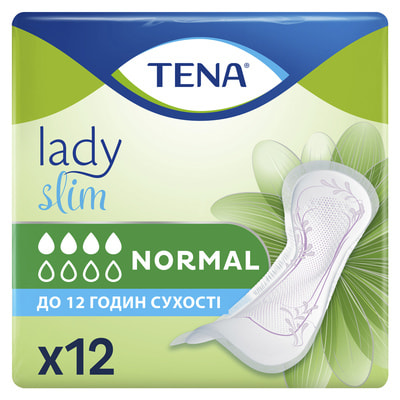 TENA
lady
slim
NORMAL
ДО 12 ГОДИН СУХОСТІ
x12